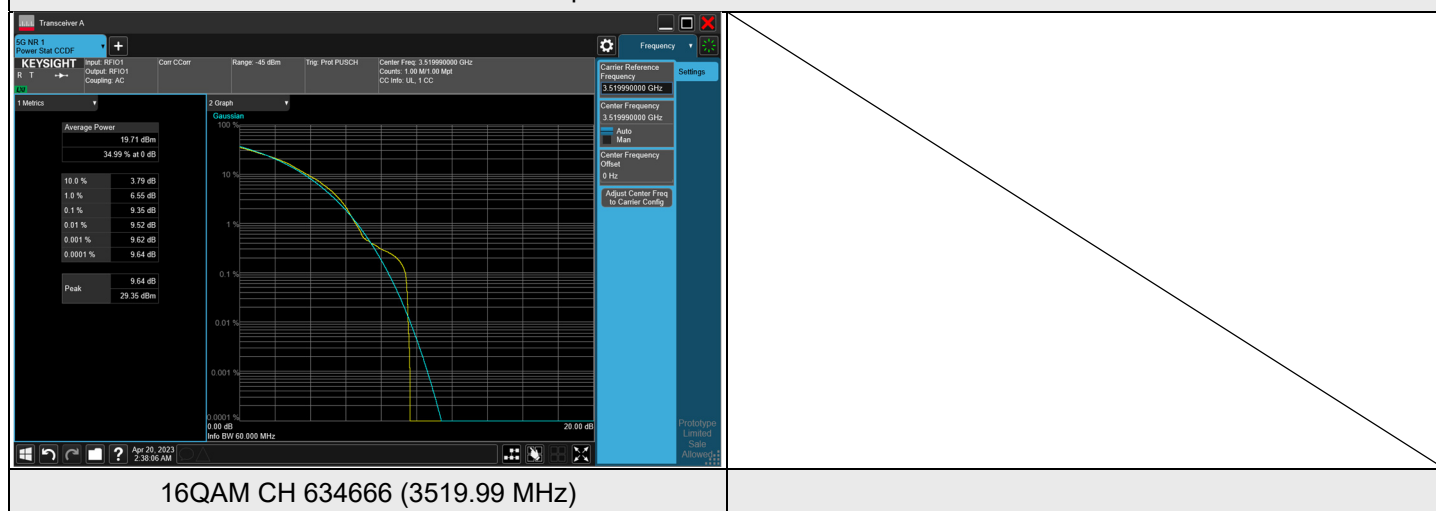 Transceiver A
5G NR 1
Power Stat CCDF
Frequency
KEYSIGHT
R T
LXI
Input: RFIO1
Output: RFIO1
Coupling: AC
Corr CCorr
Range: -45 dBm
Trig: Prot PUSCH
Center Freq: 3.519990000 GHz
Counts: 1.00 M/1.00 Mpt
CC Info: UL, 1 CC
Carrier Reference
Frequency
3.519990000 GHz
Settings
Center Frequency
3.519990000 GHz
Auto
Man
Center Frequency
Offset
0 Hz
Adjust Center Freq
to Carrier Config
1 Metrics
Average Power
19.71 dBm
34.99 % at 0 dB
10.0 % 3.79 dB
1.0 % 6.55 dB
0.1 % 9.35 dB
0.01 % 9.52 dB
0.001 % 9.62 dB
0.0001 % 9.64 dB
Peak
9.64 dB
29.35 dBm
2 Graph
Gaussian
100 %
10 %
1 %
0.1 %
0.01 %
0.001 %
0.0001 %
0.00 dB 20.00 dB
Info BW 60.000 MHz
Prototype
Limited
Sale
Allowed
?
Apr 20, 2023
2:38:06 AM
16QAM CH 634666 (3519.99 MHz)